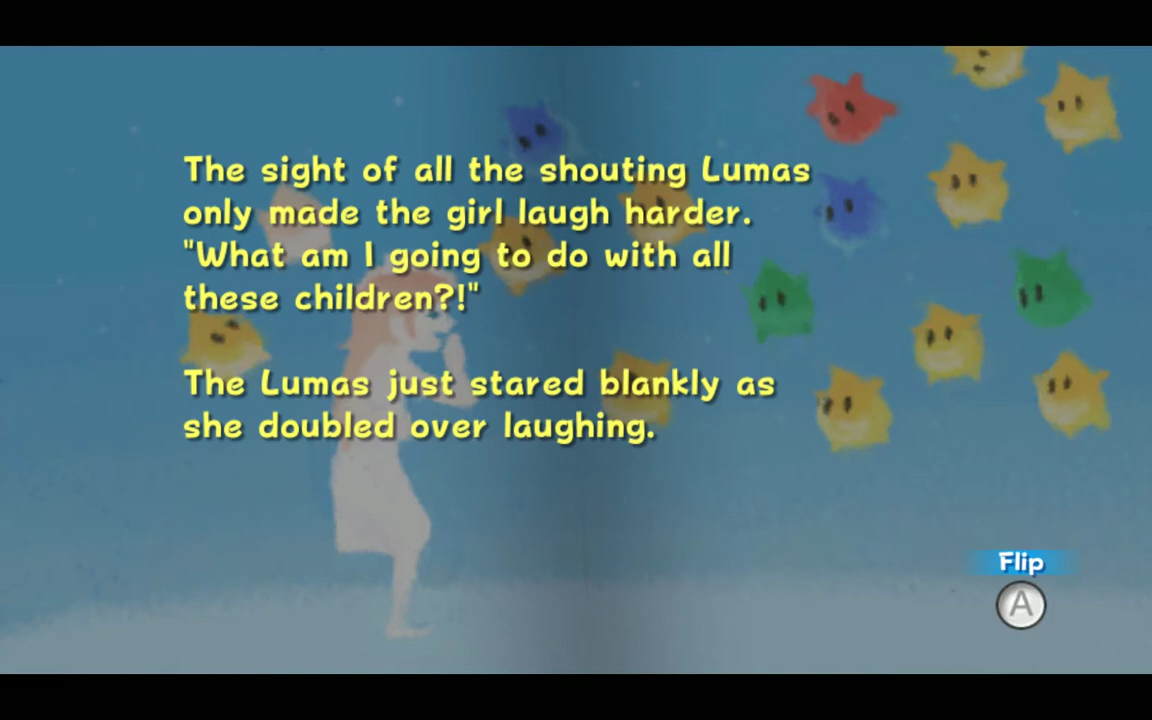 The sight of all the shouting Lumas
only made the girl laugh harder.
"What am I going to do with all
these children?!"
The Lumas just stared blankly as
she doubled over laughing.
Flip
A